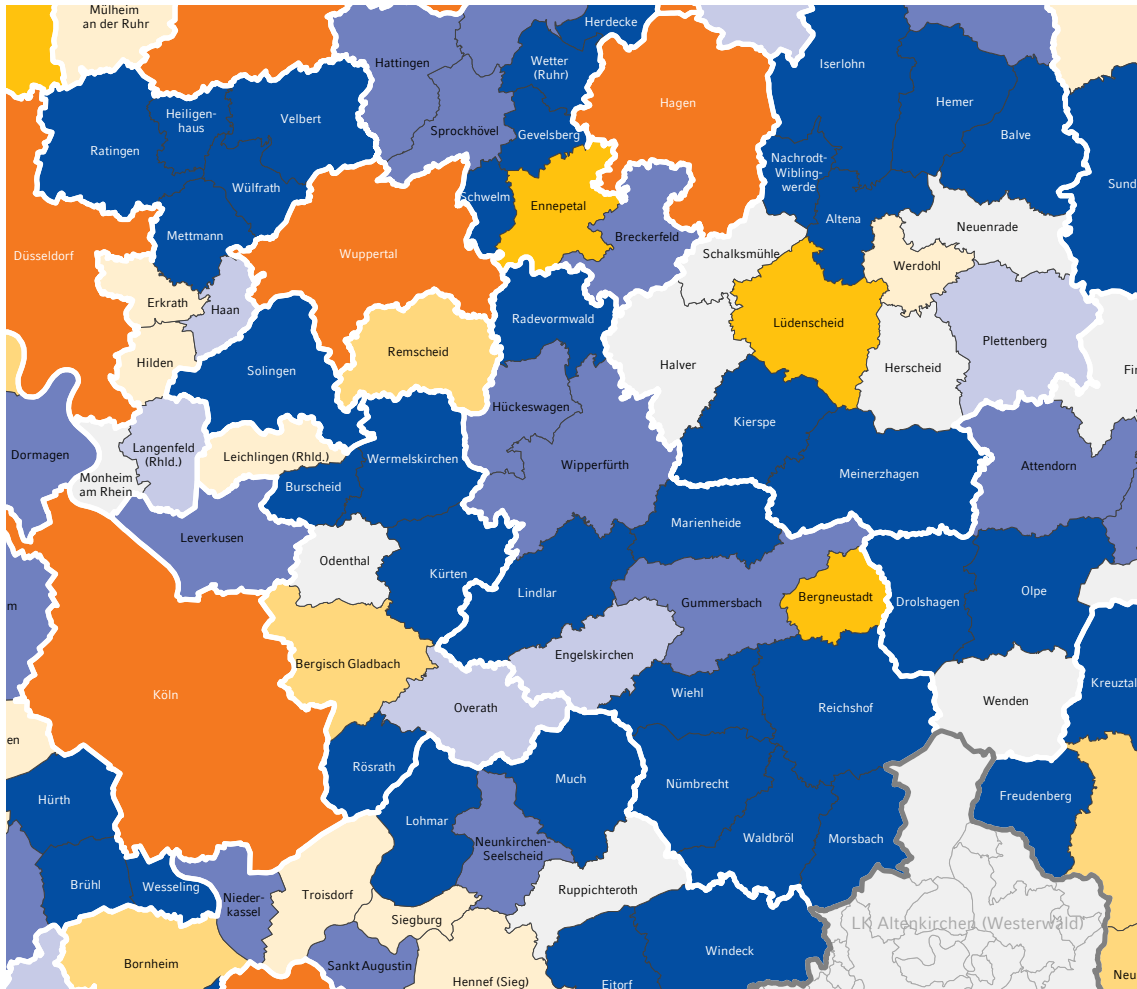 Mülheim
an der Ruhr
Herdecke
Hattingen
Wetter
(Ruhr)
Iserlohn
Hagen
Hemer
Heiligen-
haus
Velbert
Sprockhövel
Gevelsberg
Balve
Ratingen
Nachrodt-
Wibling-
werde
Wülfrath
Schwelm
Ennepetal
Sund
Altena
Mettmann
Breckerfeld
Neuenrade
Düsseldorf
Wuppertal
Schalksmühle
Werdohl
Erkrath
Haan
Radevormwald
Lüdenscheid
Plettenberg
Hilden
Solingen
Remscheid
Halver
Herscheid
Fin
Hückeswagen
Kierspe
Dormagen
Langenfeld
(Rhld.)
Leichlingen (Rhld.)
Wermelskirchen
Wipperfürth
Attendorn
Monheim
am Rhein
Burscheid
Meinerzhagen
Leverkusen
Marienheide
Odenthal
Kürten
Lindlar
Gummersbach
Bergneustadt
Drolshagen
Olpe
m
Bergisch Gladbach
Engelskirchen
Kreuztal
Köln
Overath
Wiehl
Reichshof
Wenden
en
Rösrath
Much
Nümbrecht
Freudenberg
Hürth
Lohmar
Neunkirchen-
Seelscheid
Waldbröl
Morsbach
Brühl
Wesseling
Nieder-
kassel
Troisdorf
Ruppichteroth
Siegburg
LK Altenkirchen (Westerwald)
Bornheim
Sankt Augustin
Windeck
Hennef (Sieg)
Eitorf
Neu